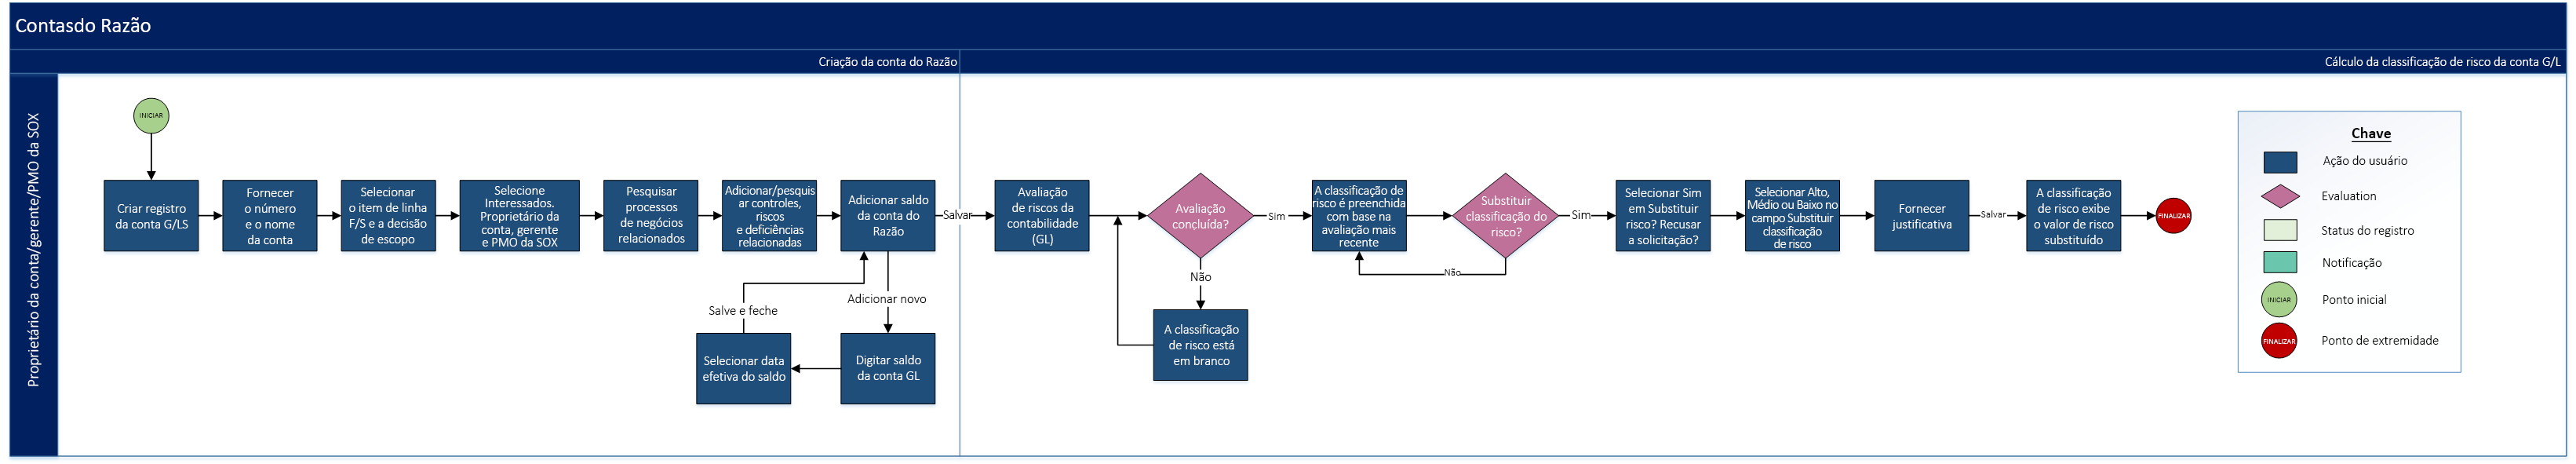 Contasdo Razão
Criação da conta do Razão
Cálculo da classificação de risco da conta G/L
Proprietário da conta/gerente/PMO da SOX
INICIAR
Criar registro
da conta G/LS
Fornecer
o número
e o nome
da conta
Selecionar
o item de linha
F/S e a decisão
de escopo
Selecione
Interessados.
Proprietário da
conta, gerente
e PMO da SOX
Pesquisar
processos
de negócios
relacionados
Adicionar/pesquis
ar controles,
riscos
e deficiências
relacionadas
Adicionar saldo
da conta do
Razão
Salvar
Adicionar novo
Digitar saldo
da conta GL
Selecionar data
efetiva do saldo
Salve e feche
Avaliação
de riscos da
contabilidade
(GL)
Avaliação
concluída?
Sim
Não
A classificação
de risco está
em branco
A classificação de
risco é preenchida
com base na
avaliação mais
recente
Substituir
classificação do
risco?
Não
Sim
Selecionar Sim
em Substituir
risco? Recusar
a solicitação?
Selecionar Alto,
Médio ou Baixo no
campo Substituir
classificação
de risco
Fornecer
justificativa
Salvar
A classificação
de risco exibe
o valor de risco
substituído
FINALIZAR
Chave
Ação do usuário
Evaluation
Status do registro
Notificação
INICIAR
Ponto inicial
FINALIZAR
Ponto de extremidade